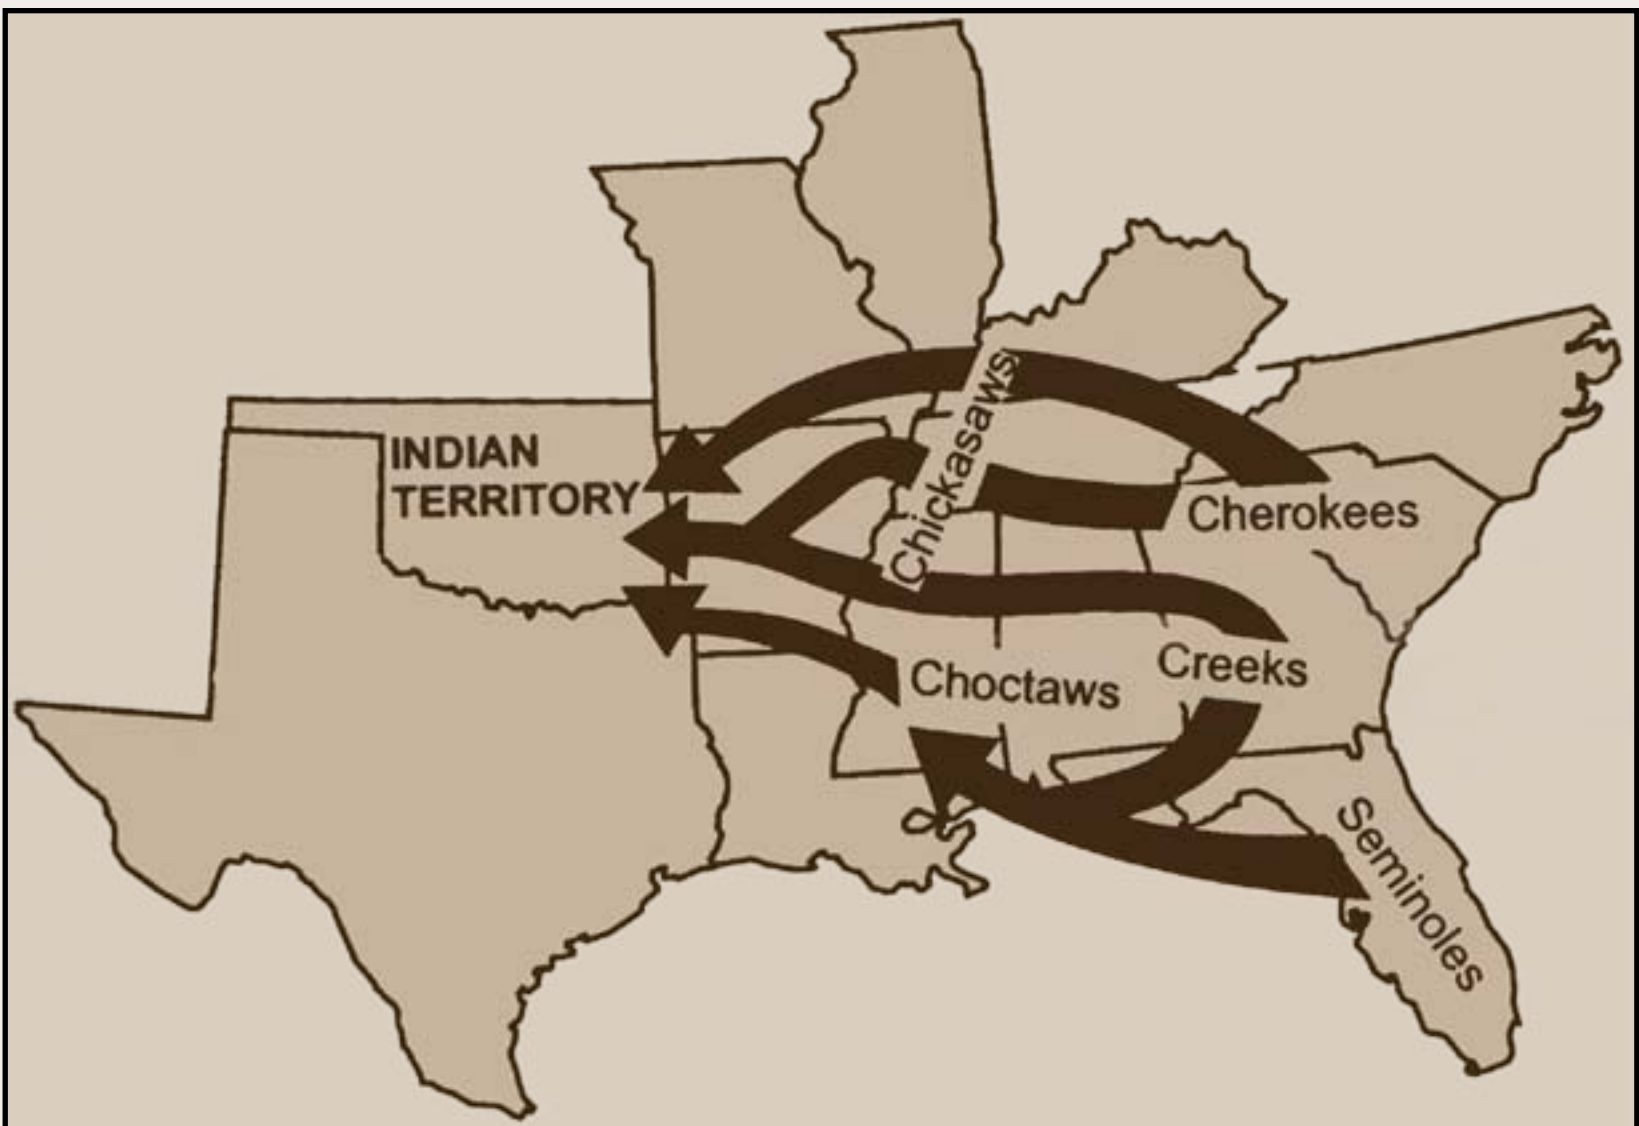 INDIAN
TERRITORY
Chickasaws
Cherokees
Choctaws
Creeks
Seminoles